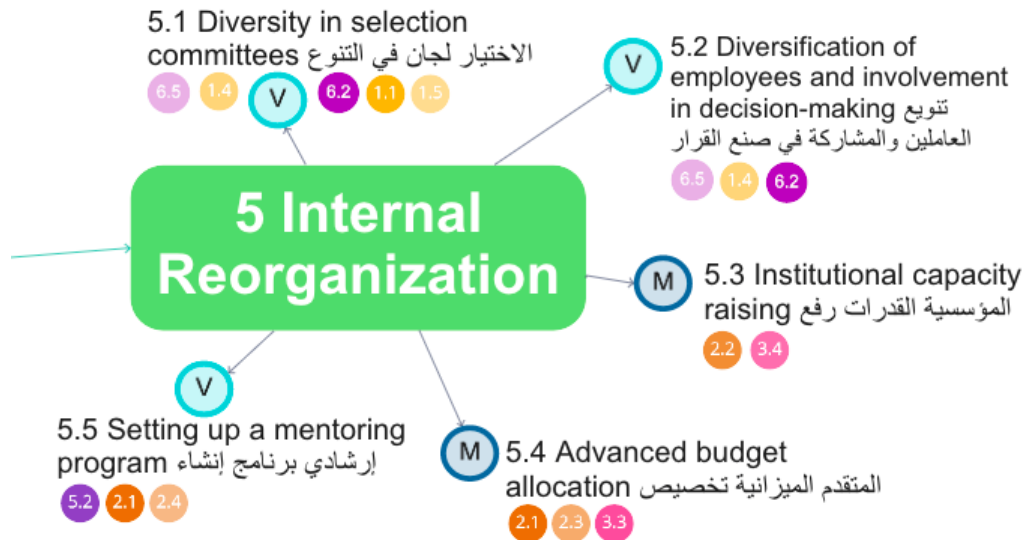 5.1 Diversity in selection
committees الاختيار لجان في التنوع
6.5 1.4 V 6.2 1.1 1.5
V
5.2 Diversification of
employees and involvement
in decision-making تنويع
العاملين والمشاركة في صنع القرار
6.5 1.4 6.2
5 Internal
Reorganization
M
5.3 Institutional capacity
raising المؤسسية القدرات رفع
2.2 3.4
V
5.5 Setting up a mentoring
program إرشادي برنامج إنشاء
5.2 2.1 2.4
M
5.4 Advanced budget
allocation المتقدم الميزانية تخصيص
2.1 2.3 3.3